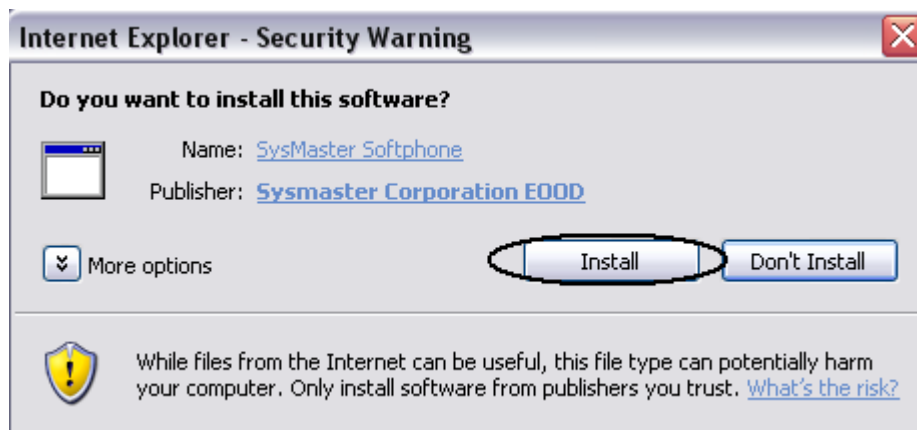 Internet Explorer - Security Warning
Do you want to install this software?
Name: SysMaster Softphone
Publisher: Sysmaster Corporation EOOD
More options
Install
Don't Install
While files from the Internet can be useful, this file type can potentially harm
your computer. Only install software from publishers you trust. What's the risk?